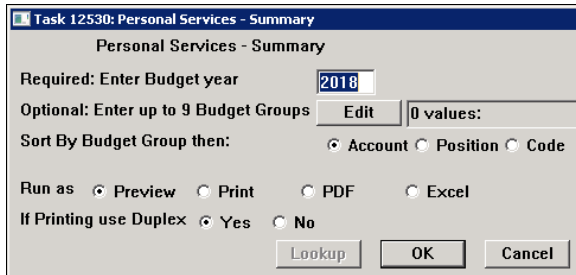 Task 12530: Personal Services - Summary
Personal Services - Summary
Required: Enter Budget year 2018
Optional: Enter up to 9 Budget Groups Edit 0 values:
Sort By Budget Group then: Account Position Code
Run as Preview Print PDF Excel
If Printing use Duplex Yes No
Lookup OK Cancel